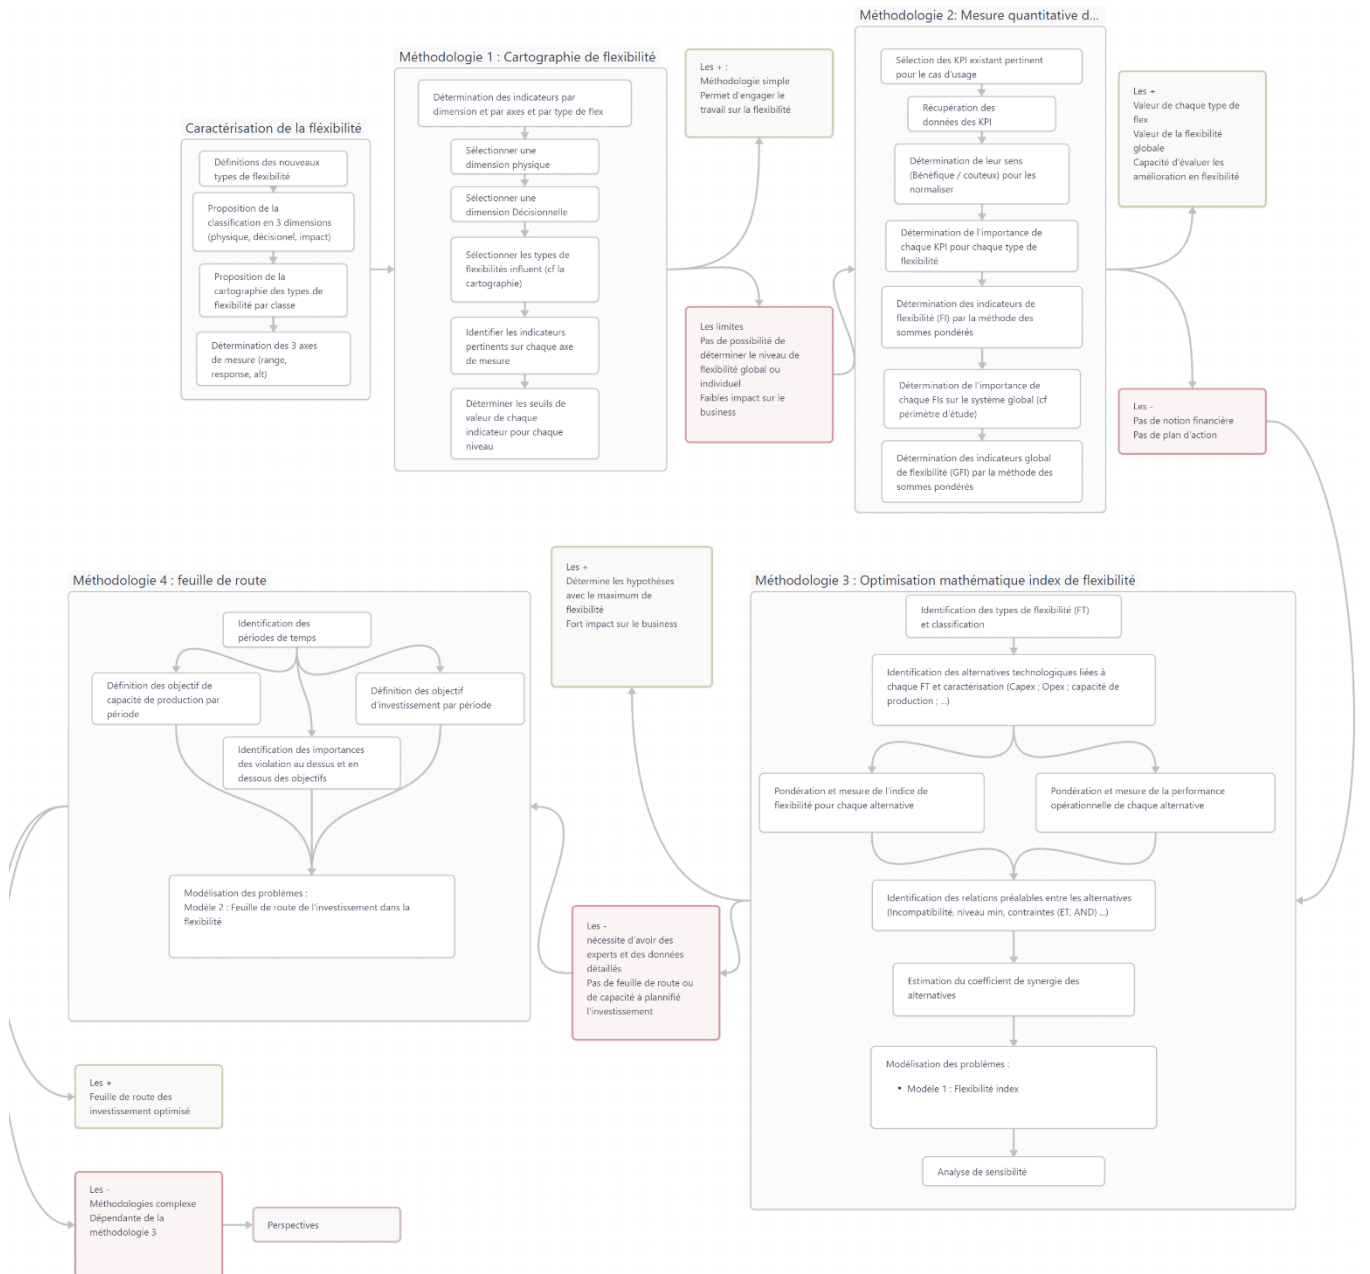 Caractérisation de la fléxibilité
Définitions des nouveaux
types de flexibilité
Proposition de la
classification en 3 dimensions
(physique, décisionel, impact)
Proposition de la
cartographie des types de
flexibilité par classe
Détermination des 3 axes
de mesure (range,
response, alt)
Méthodologie 1 : Cartographie de flexibilité
Détermination des indicateurs par
dimension et par axes et par type de flex
Sélectionner une
dimension physique
Sélectionner une
dimension Décisionnelle
Sélectionner les types de
flexibilités influent (cf la
cartographie)
Identifier les indicateurs
pertinents sur chaque axe
de mesure
Déterminer les seuils de
valeur de chaque
indicateur pour chaque
niveau
Les + :
Méthodologie simple
Permet d'engager le
travail sur la flexibilité
Les limites
Pas de possibilité de
déterminer le niveau de
flexibilité global ou
individuel
Faibles impact sur le
business
Méthodologie 2: Mesure quantitative d...
Sélection des KPI existant pertinent
pour le cas d'usage
Récupération des
données des KPI
Détermination de leur sens
(Bénéfique / couteux) pour les
normaliser
Détermination de l'importance de
chaque KPI pour chaque type de
flexibilité
Détermination des indicateurs de
flexibilité (FI) par la méthode des
sommes pondérés
Détermination de l'importance de
chaque FIs sur le système global (cf
périmètre d'étude)
Détermination des indicateurs global
de flexibilité (GFI) par la méthode des
sommes pondérés
Les +
Valeur de chaque type de
flex
Valeur de la flexibilité
globale
Capacité d'évaluer les
amélioration en flexibilité
Les -
Pas de notion financière
Pas de plan d'action
Méthodologie 3 : Optimisation mathématique index de flexibilité
Identification des types de flexibilité (FT)
et classification
Identification des alternatives technologiques liées à
chaque FT et caractérisation (Capex ; Opex ; capacité de
production ; ...)
Pondération et mesure de l'indice de
flexibilité pour chaque alternative
Pondération et mesure de la performance
opérationnelle de chaque alternative
Identification des relations préalables entre les alternatives
(Incompatibilité, niveau min, contraintes (ET, AND) ...)
Estimation du coefficient de synergie des
alternatives
Modélisation des problèmes :
• Modèle 1 : Flexibilité index
Analyse de sensibilité
Les +
Détermine les hypothèses
avec le maximum de
flexibilité
Fort impact sur le business
Les -
nécessite d'avoir des
experts et des données
détaillés
Pas de feuille de route ou
de capacité à plannifié
l'investissement
Méthodologie 4 : feuille de route
Identification des
périodes de temps
Définition des objectif de
capacité de production par
période
Définition des objectif
d'investissement par période
Identification des importances
des violation au dessus et en
dessous des objectifs
Modélisation des problèmes :
Modèle 2 : Feuille de route de l'investissement dans la
flexibilité
Les +
Feuille de route des
investissement optimisé
Les -
Méthodologies complexe
Dépendante de la
méthodologie 3
Perspectives